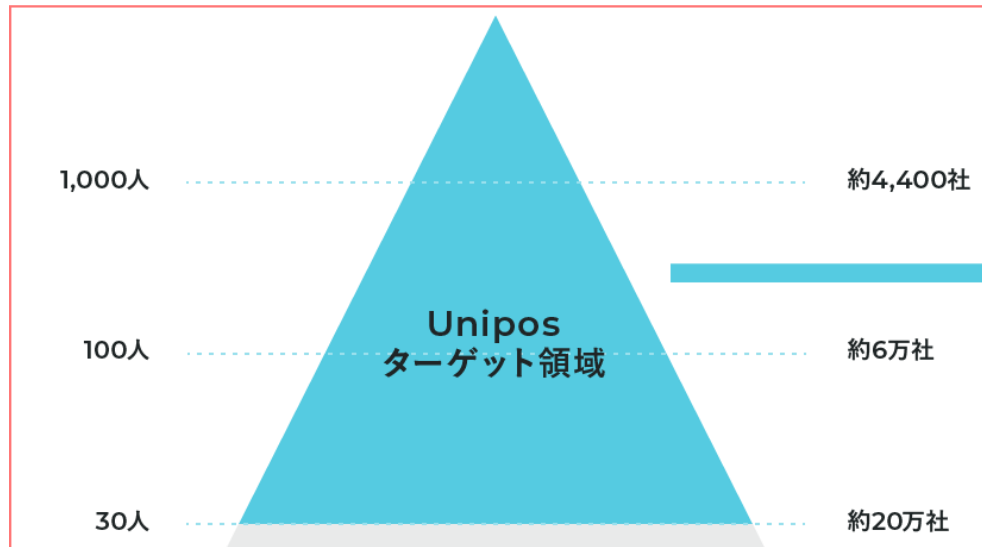 1,000人
約4,400社
Unipos
ターゲット領域
100人
約6万社
30人
約20万社